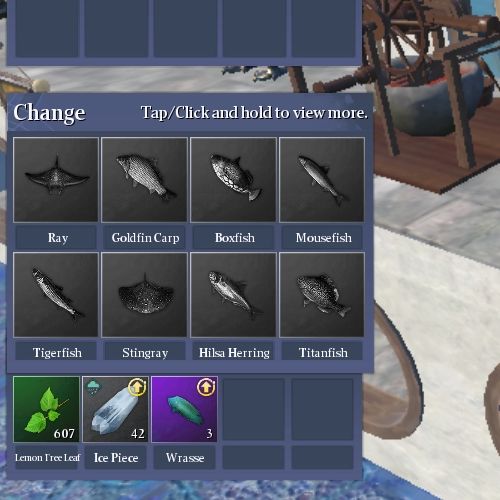 Change Tap/Click and hold to view more.
Ray Goldfin Carp Boxfish Mousefish
Tigerfish Stingray Hilsa Herring Titanfish
607 42 3
Lemon Tree Leaf Ice Piece Wrasse